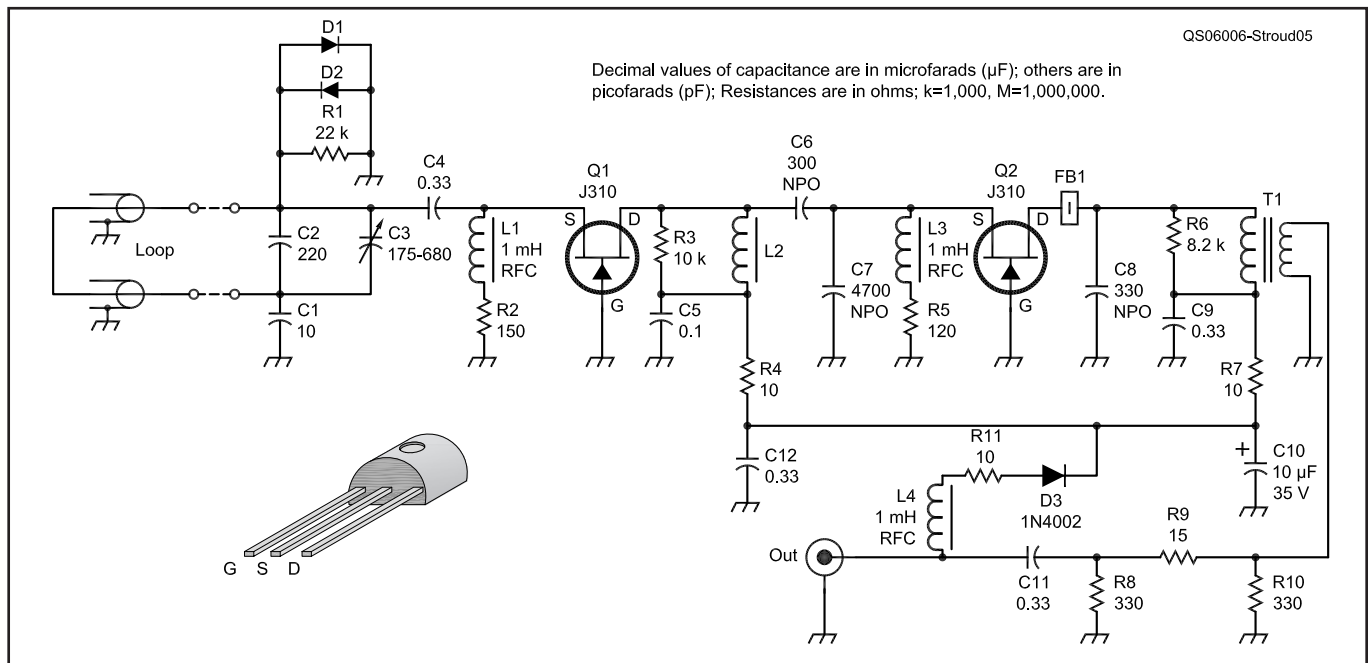 QS06006-Stroud05
Decimal values of capacitance are in microfarads (µF); others are in
picofarads (pF); Resistances are in ohms; k=1,000, M=1,000,000.
D1
D2
R1
22 k
Loop
C2
220
C1
10
C3
175-680
C4
0.33
L1
1 mH
RFC
R2
150
Q1
J310
S
D
G
R3
10 k
C5
0.1
L2
R4
10
C6
300
NPO
C7
4700
NPO
L3
1 mH
RFC
R5
120
Q2
J310
S
D
G
FB1
C8
330
NPO
R6
8.2 k
C9
0.33
T1
R7
10
C12
0.33
R11
10
D3
1N4002
L4
1 mH
RFC
+
C10
10 µF
35 V
Out
C11
0.33
R8
330
R9
15
R10
330
G S D